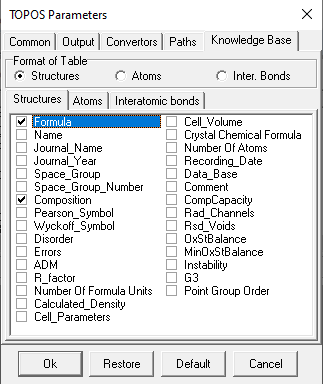 TOPOS Parameters
Common Output Convertors Paths Knowledge Base
Format of Table
Structures Atoms Inter. Bonds
Structures Atoms Interatomic bonds
Formula
Name
Journal_Name
Journal_Year
Space_Group
Space_Group_Number
Composition
Pearson_Symbol
Wyckoff_Symbol
Disorder
Errors
ADM
R_factor
Number Of Formula Units
Calculated_Density
Cell_Parameters
Cell_Volume
Crystal Chemical Formula
Number Of Atoms
Recording_Date
Data_Base
Comment
CompCapacity
Rad_Channels
Rsd_Voids
OxStBalance
MinOxStBalance
Instability
G3
Point Group Order
Ok Restore Default Cancel